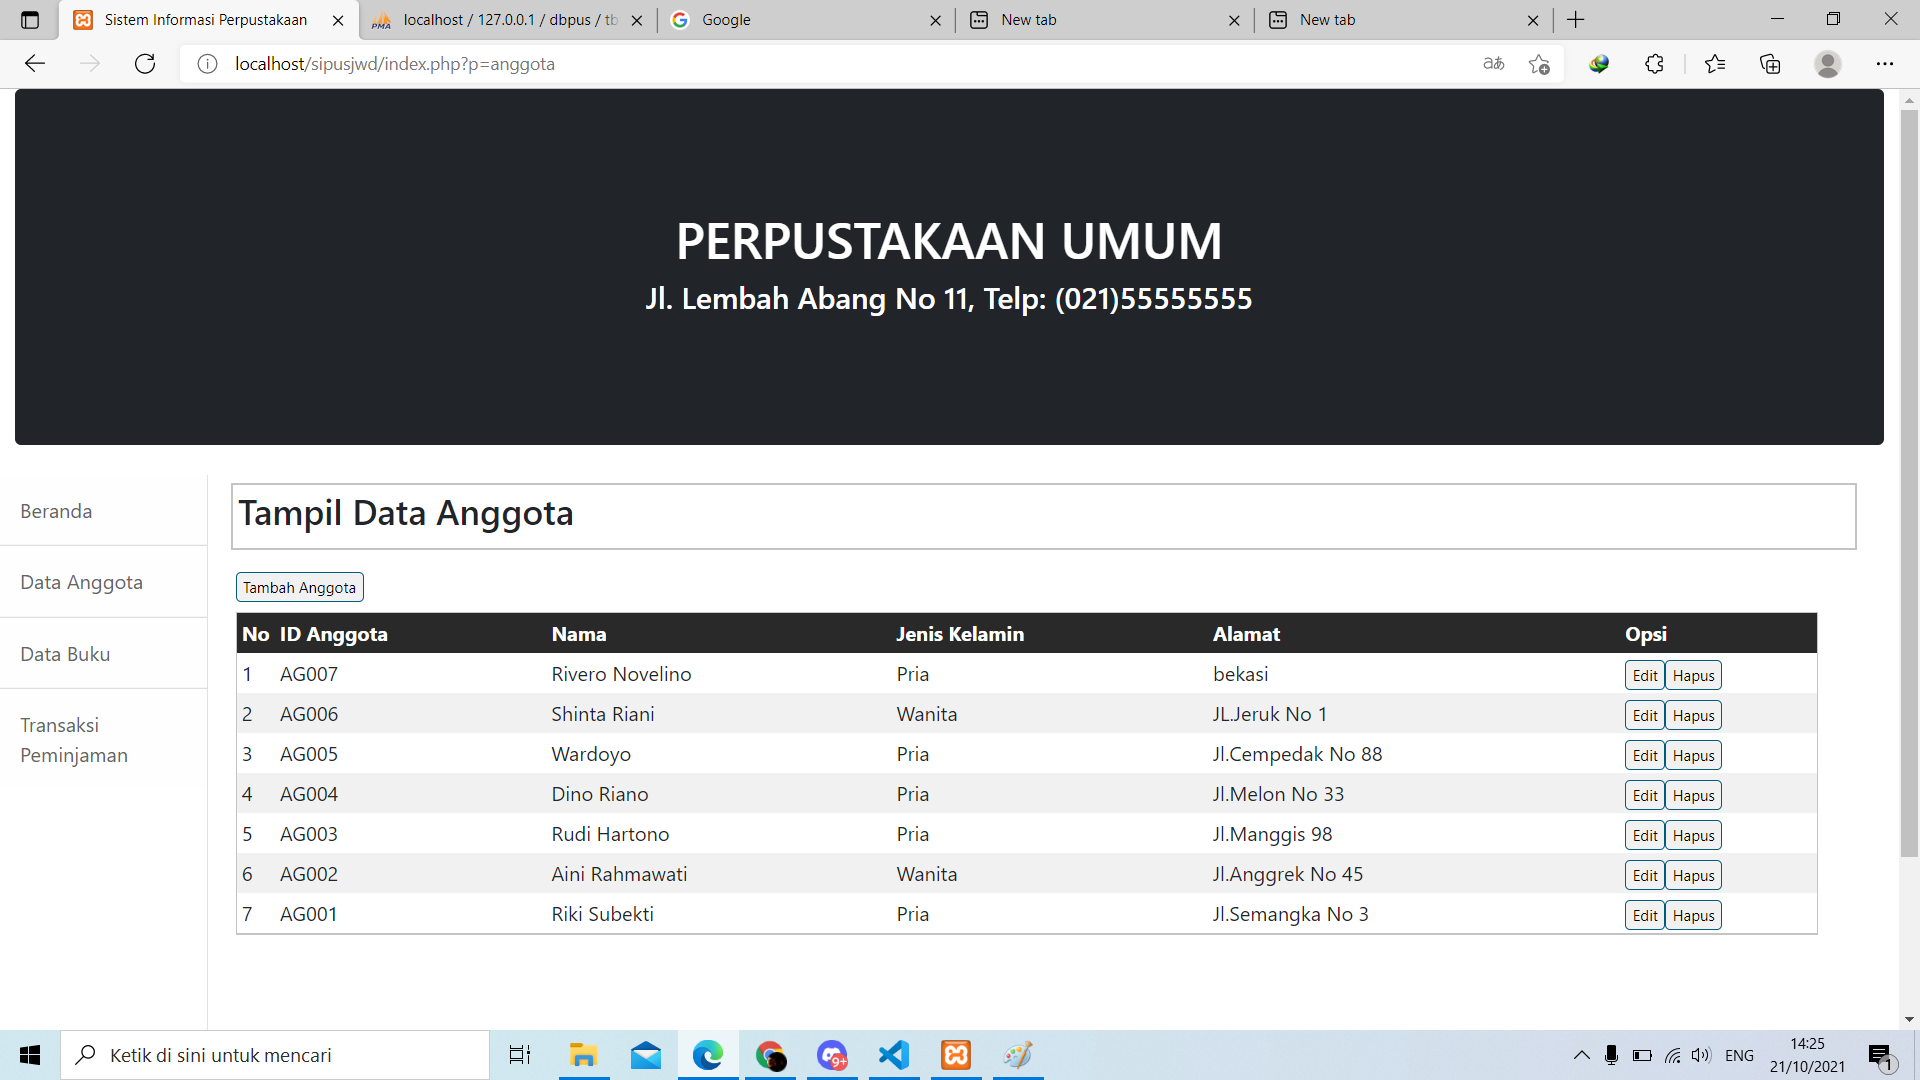 Sistem Informasi Perpustakaan
localhost / 127.0.0.1 / dbpus / tb
Google
New tab
New tab
localhost/sipusjwd/index.php?p=anggota
PERPUSTAKAAN UMUM
Jl. Lembah Abang No 11, Telp: (021)55555555
Beranda
Data Anggota
Data Buku
Transaksi
Peminjaman
Tampil Data Anggota
Tambah Anggota
No ID Anggota Nama Jenis Kelamin Alamat Opsi
1 AG007 Rivero Novelino Pria bekasi Edit Hapus
2 AG006 Shinta Riani Wanita JL.Jeruk No 1 Edit Hapus
3 AG005 Wardoyo Pria Jl.Cempedak No 88 Edit Hapus
4 AG004 Dino Riano Pria Jl.Melon No 33 Edit Hapus
5 AG003 Rudi Hartono Pria Jl.Manggis 98 Edit Hapus
6 AG002 Aini Rahmawati Wanita Jl.Anggrek No 45 Edit Hapus
7 AG001 Riki Subekti Pria Jl.Semangka No 3 Edit Hapus
Ketik di sini untuk mencari
9+
ENG
14:25
21/10/2021
1